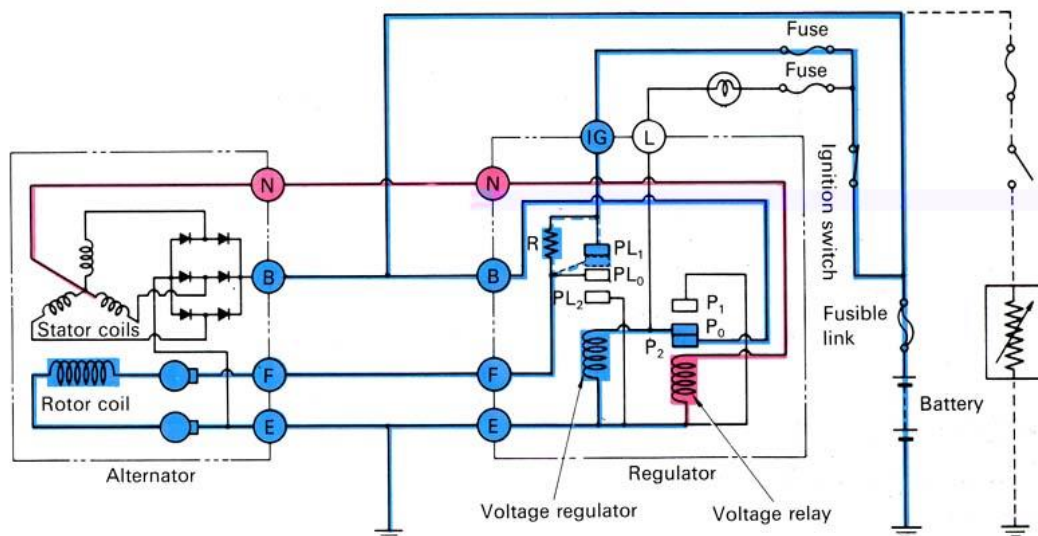 Fuse
Fuse
IG
L
Ignition switch
N
N
R
PL1
B
B
PL0
PL2
P1
P0
P2
Stator coils
Fusible
link
F
F
Rotor coil
E
E
Battery
Alternator
Regulator
Voltage regulator
Voltage relay